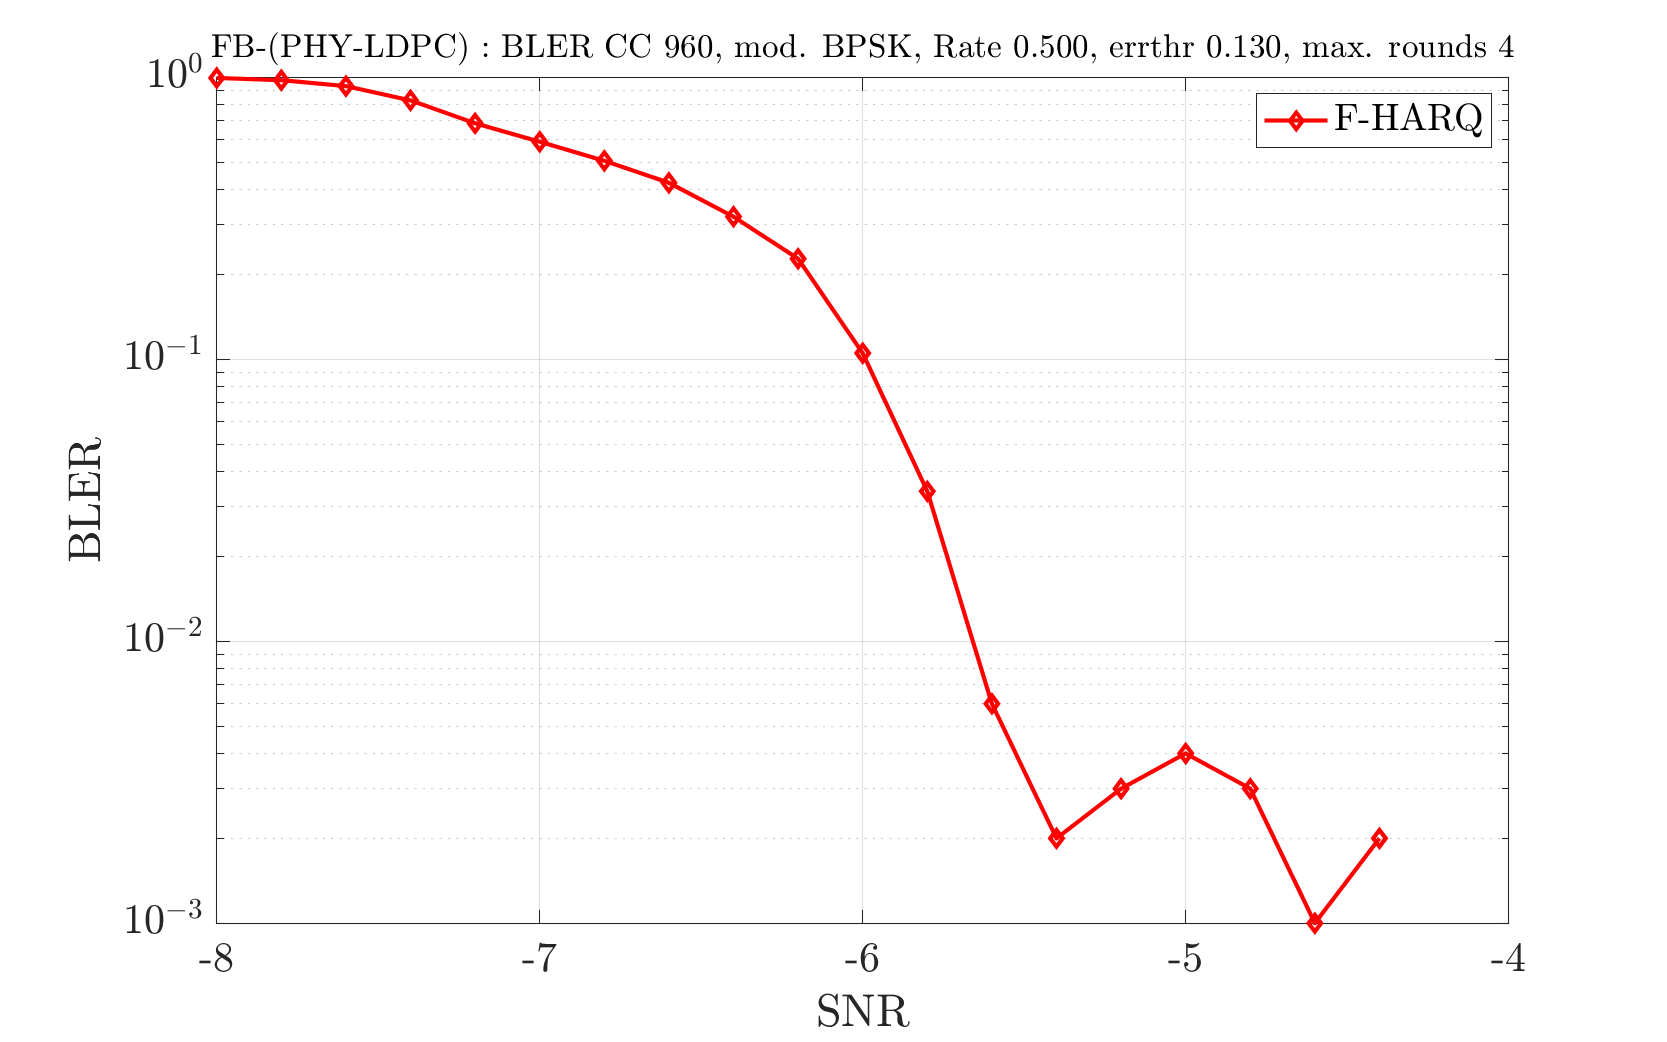 FB-(PHY-LDPC) : BLER CC 960, mod. BPSK, Rate 0.500, errthr 0.130, max. rounds 4
F-HARQ
10^0
10^{-1}
10^{-2}
10^{-3}
BLER
-8 -7 -6 -5 -4
SNR